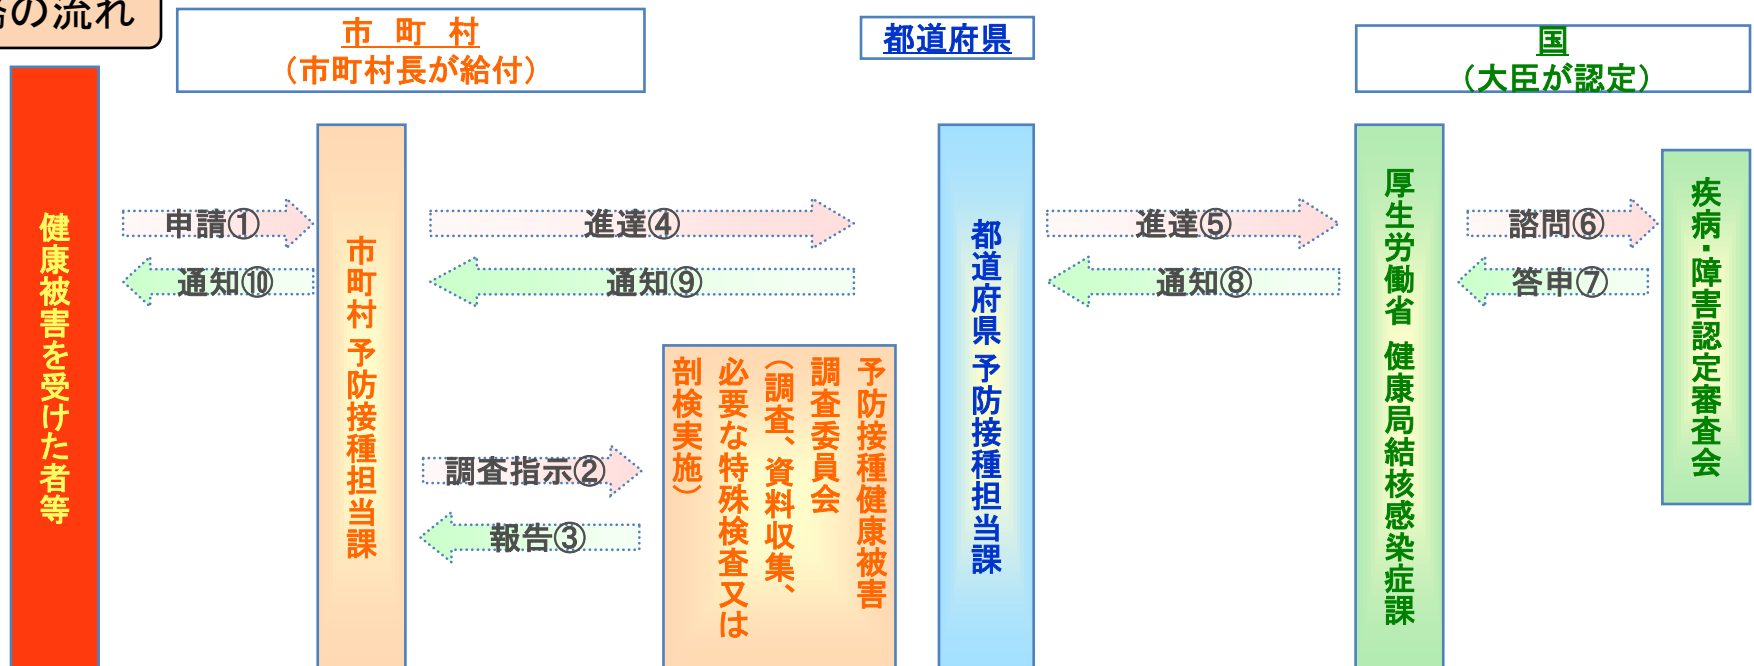 の流れ
市 町 村
（市町村長が給付）
都道府県
国
（大臣が認定）
健康被害を受けた者等
申請①
通知⑩
市町村 予防接種担当課
進達④
通知⑨
調査指示②
報告③
予防接種健康被害
調査委員会
（調査、資料収集、
必要な特殊検査又は
剖検実施）
都道府県 予防接種担当課
進達⑤
通知⑧
厚生労働省 健康局結核感染症課
諮問⑥
答申⑦
疾病・障害認定審査会